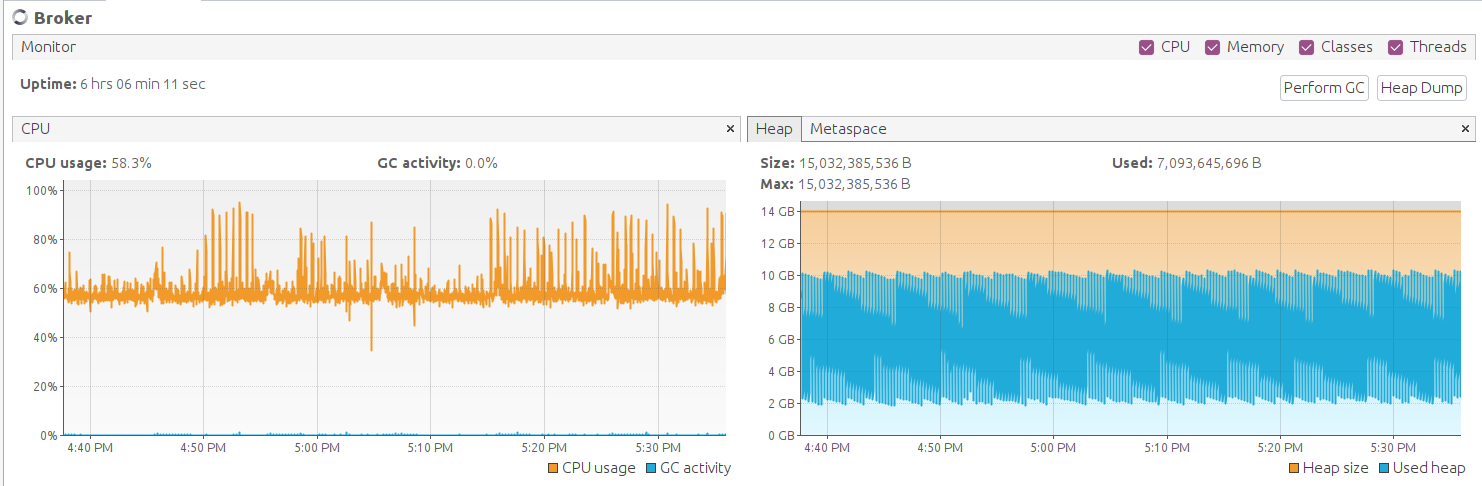 Broker
Monitor CPU Memory Classes Threads
Uptime: 6 hrs 06 min 11 sec Perform GC Heap Dump
CPU × Heap Metaspace ×
CPU usage: 58.3% GC activity: 0.0% Size: 15,032,385,536 B Used: 7,093,645,696 B
Max: 15,032,385,536 B
100%
80%
60%
40%
20%
0%
4:40 PM 4:50 PM 5:00 PM 5:10 PM 5:20 PM 5:30 PM
CPU usage GC activity
14 GB
12 GB
10 GB
8 GB
6 GB
4 GB
2 GB
0 GB
4:40 PM 4:50 PM 5:00 PM 5:10 PM 5:20 PM 5:30 PM
Heap size Used heap